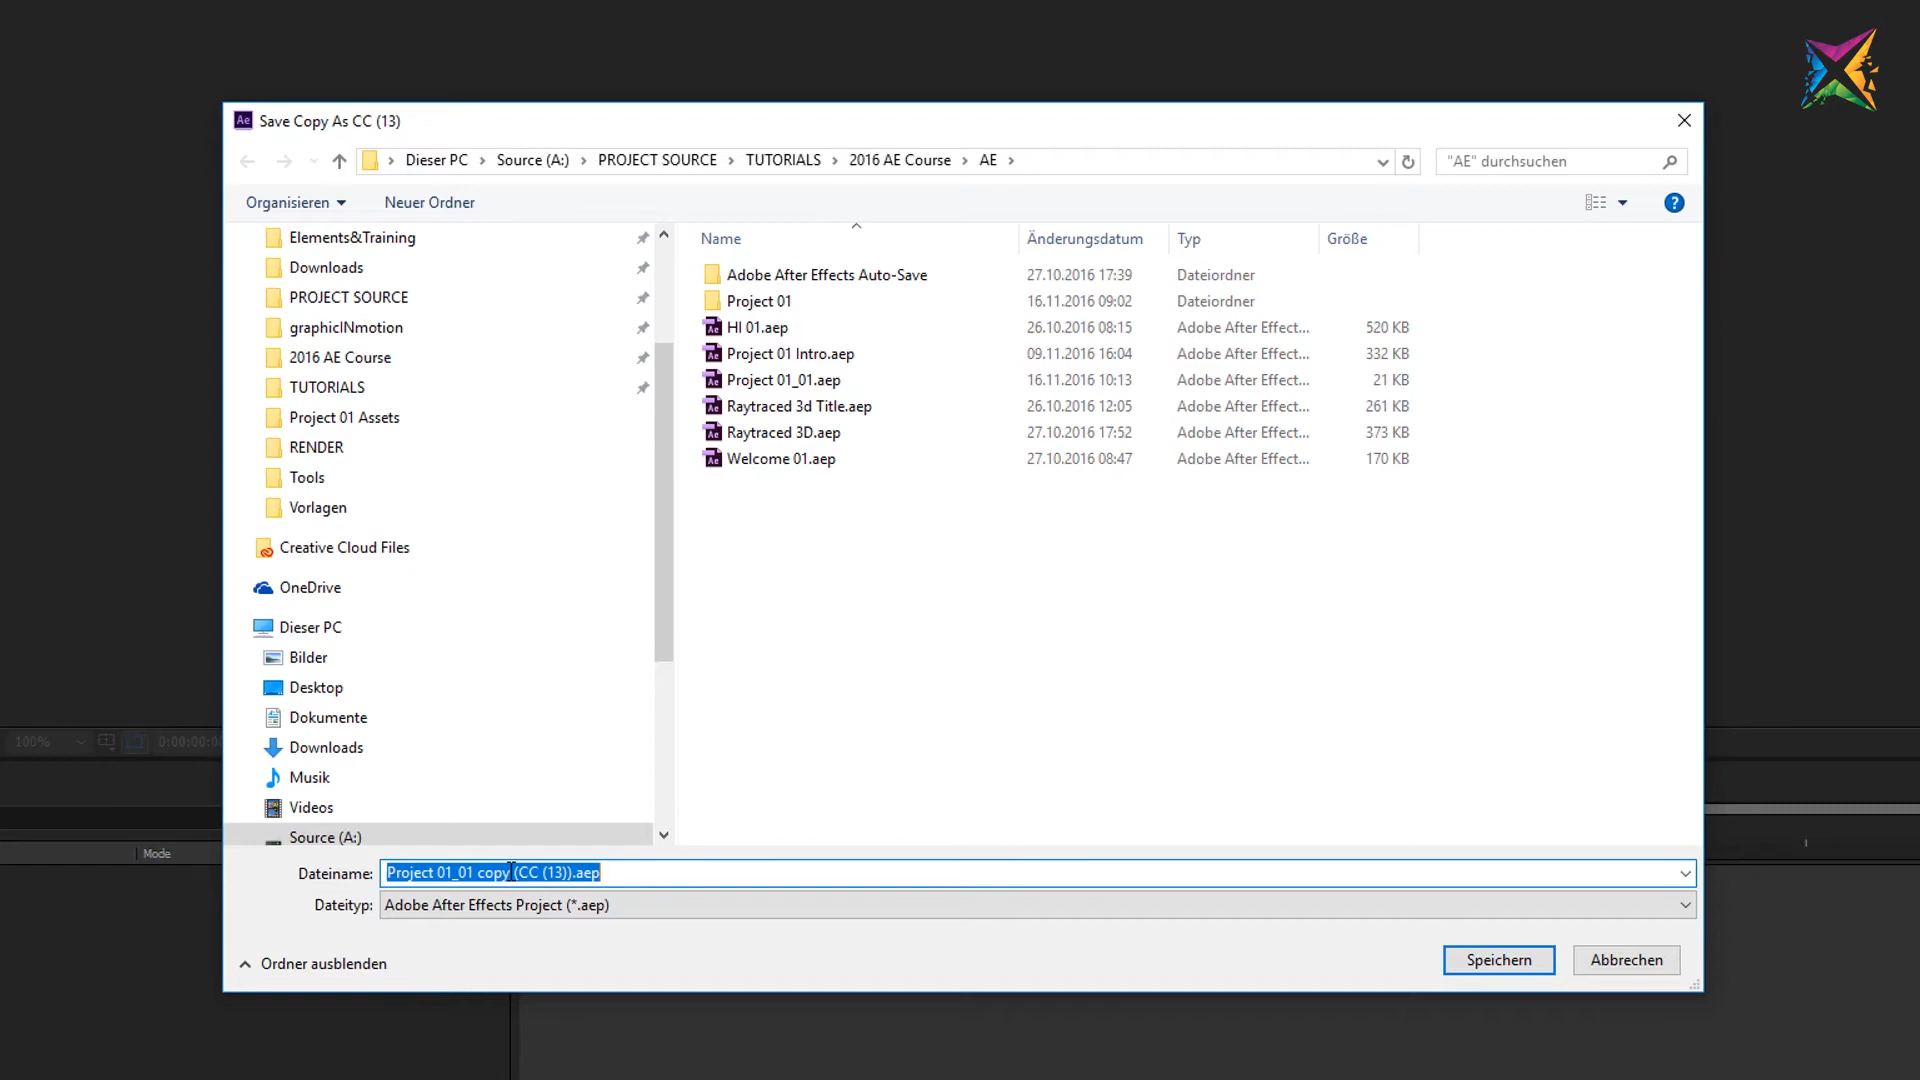 Ae Save Copy As CC (13)
Dieser PC Source (A:) PROJECT SOURCE TUTORIALS 2016 AE Course AE
"AE" durchsuchen
Organisieren Neuer Ordner ?
Elements&Training
Downloads
PROJECT SOURCE
graphicINmotion
2016 AE Course
TUTORIALS
Project 01 Assets
RENDER
Tools
Vorlagen
Creative Cloud Files
OneDrive
Dieser PC
Bilder
Desktop
Dokumente
Downloads
Musik
Videos
Source (A:)
Name Änderungsdatum Typ Größe
Adobe After Effects Auto-Save 27.10.2016 17:39 Dateiordner
Project 01 16.11.2016 09:02 Dateiordner
HI 01.aep 26.10.2016 08:15 Adobe After Effect... 520 KB
Project 01 Intro.aep 09.11.2016 16:04 Adobe After Effect... 332 KB
Project 01_01.aep 16.11.2016 10:13 Adobe After Effect... 21 KB
Raytraced 3d Title.aep 26.10.2016 12:05 Adobe After Effect... 261 KB
Raytraced 3D.aep 27.10.2016 17:52 Adobe After Effect... 373 KB
Welcome 01.aep 27.10.2016 08:47 Adobe After Effect... 170 KB
100% 0:00:00:0
Mode
Dateiname: Project 01_01 copy (CC (13)).aep
Dateityp: Adobe After Effects Project (*.aep)
Ordner ausblenden
Speichern Abbrechen